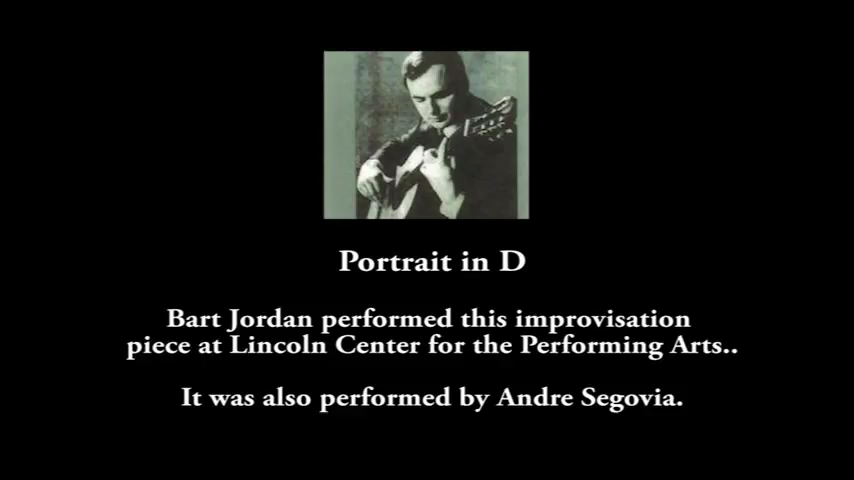 Portrait in D
Bart Jordan performed this improvisation
piece at Lincoln Center for the Performing Arts..
It was also performed by Andre Segovia.